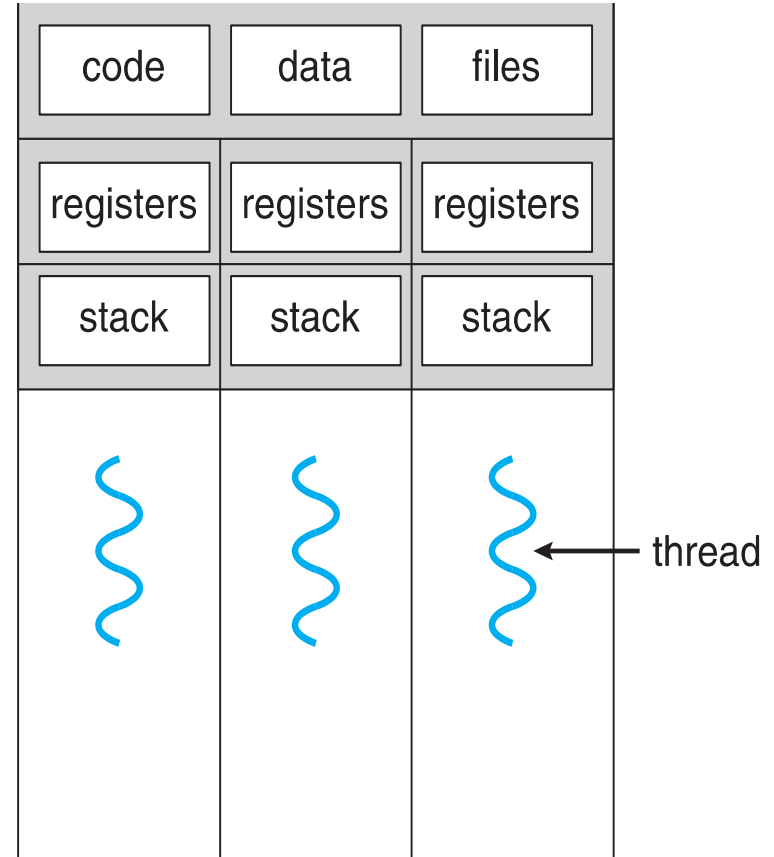 code data files
registers registers registers
stack stack stack
thread